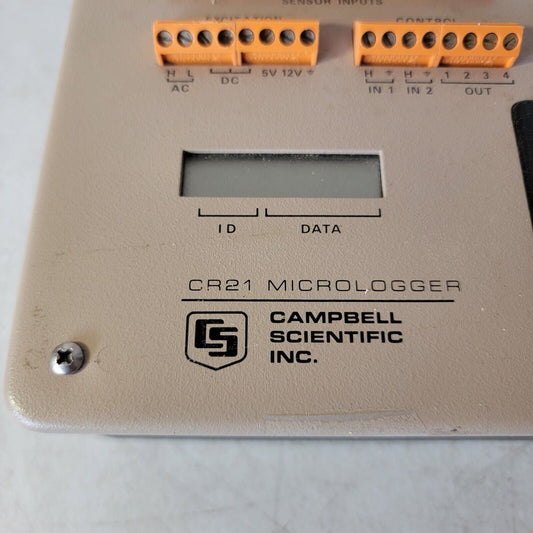 SENSOR INPUTS
EXCITATION CONTROL
H L 5V 12V H H 1 2 3 4
AC DC IN 1 IN 2 OUT
ID DATA
CR21 MICROLOGGER
CS CAMPBELL
SCIENTIFIC
INC.